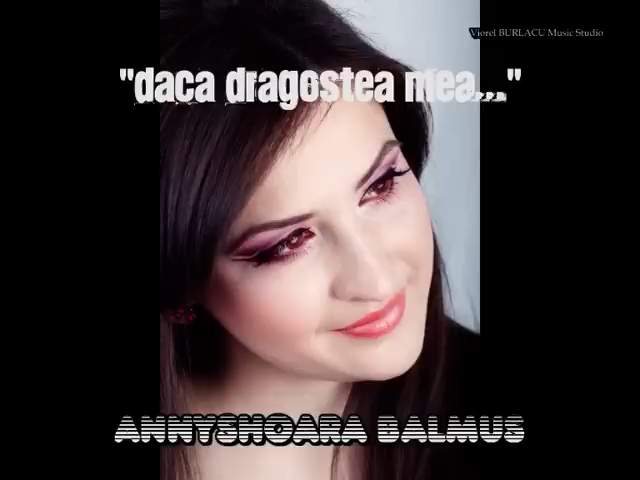 Viorel BURLACU Music Studio
"daca dragostea mea..."
ANNYSHOARA BALMUS